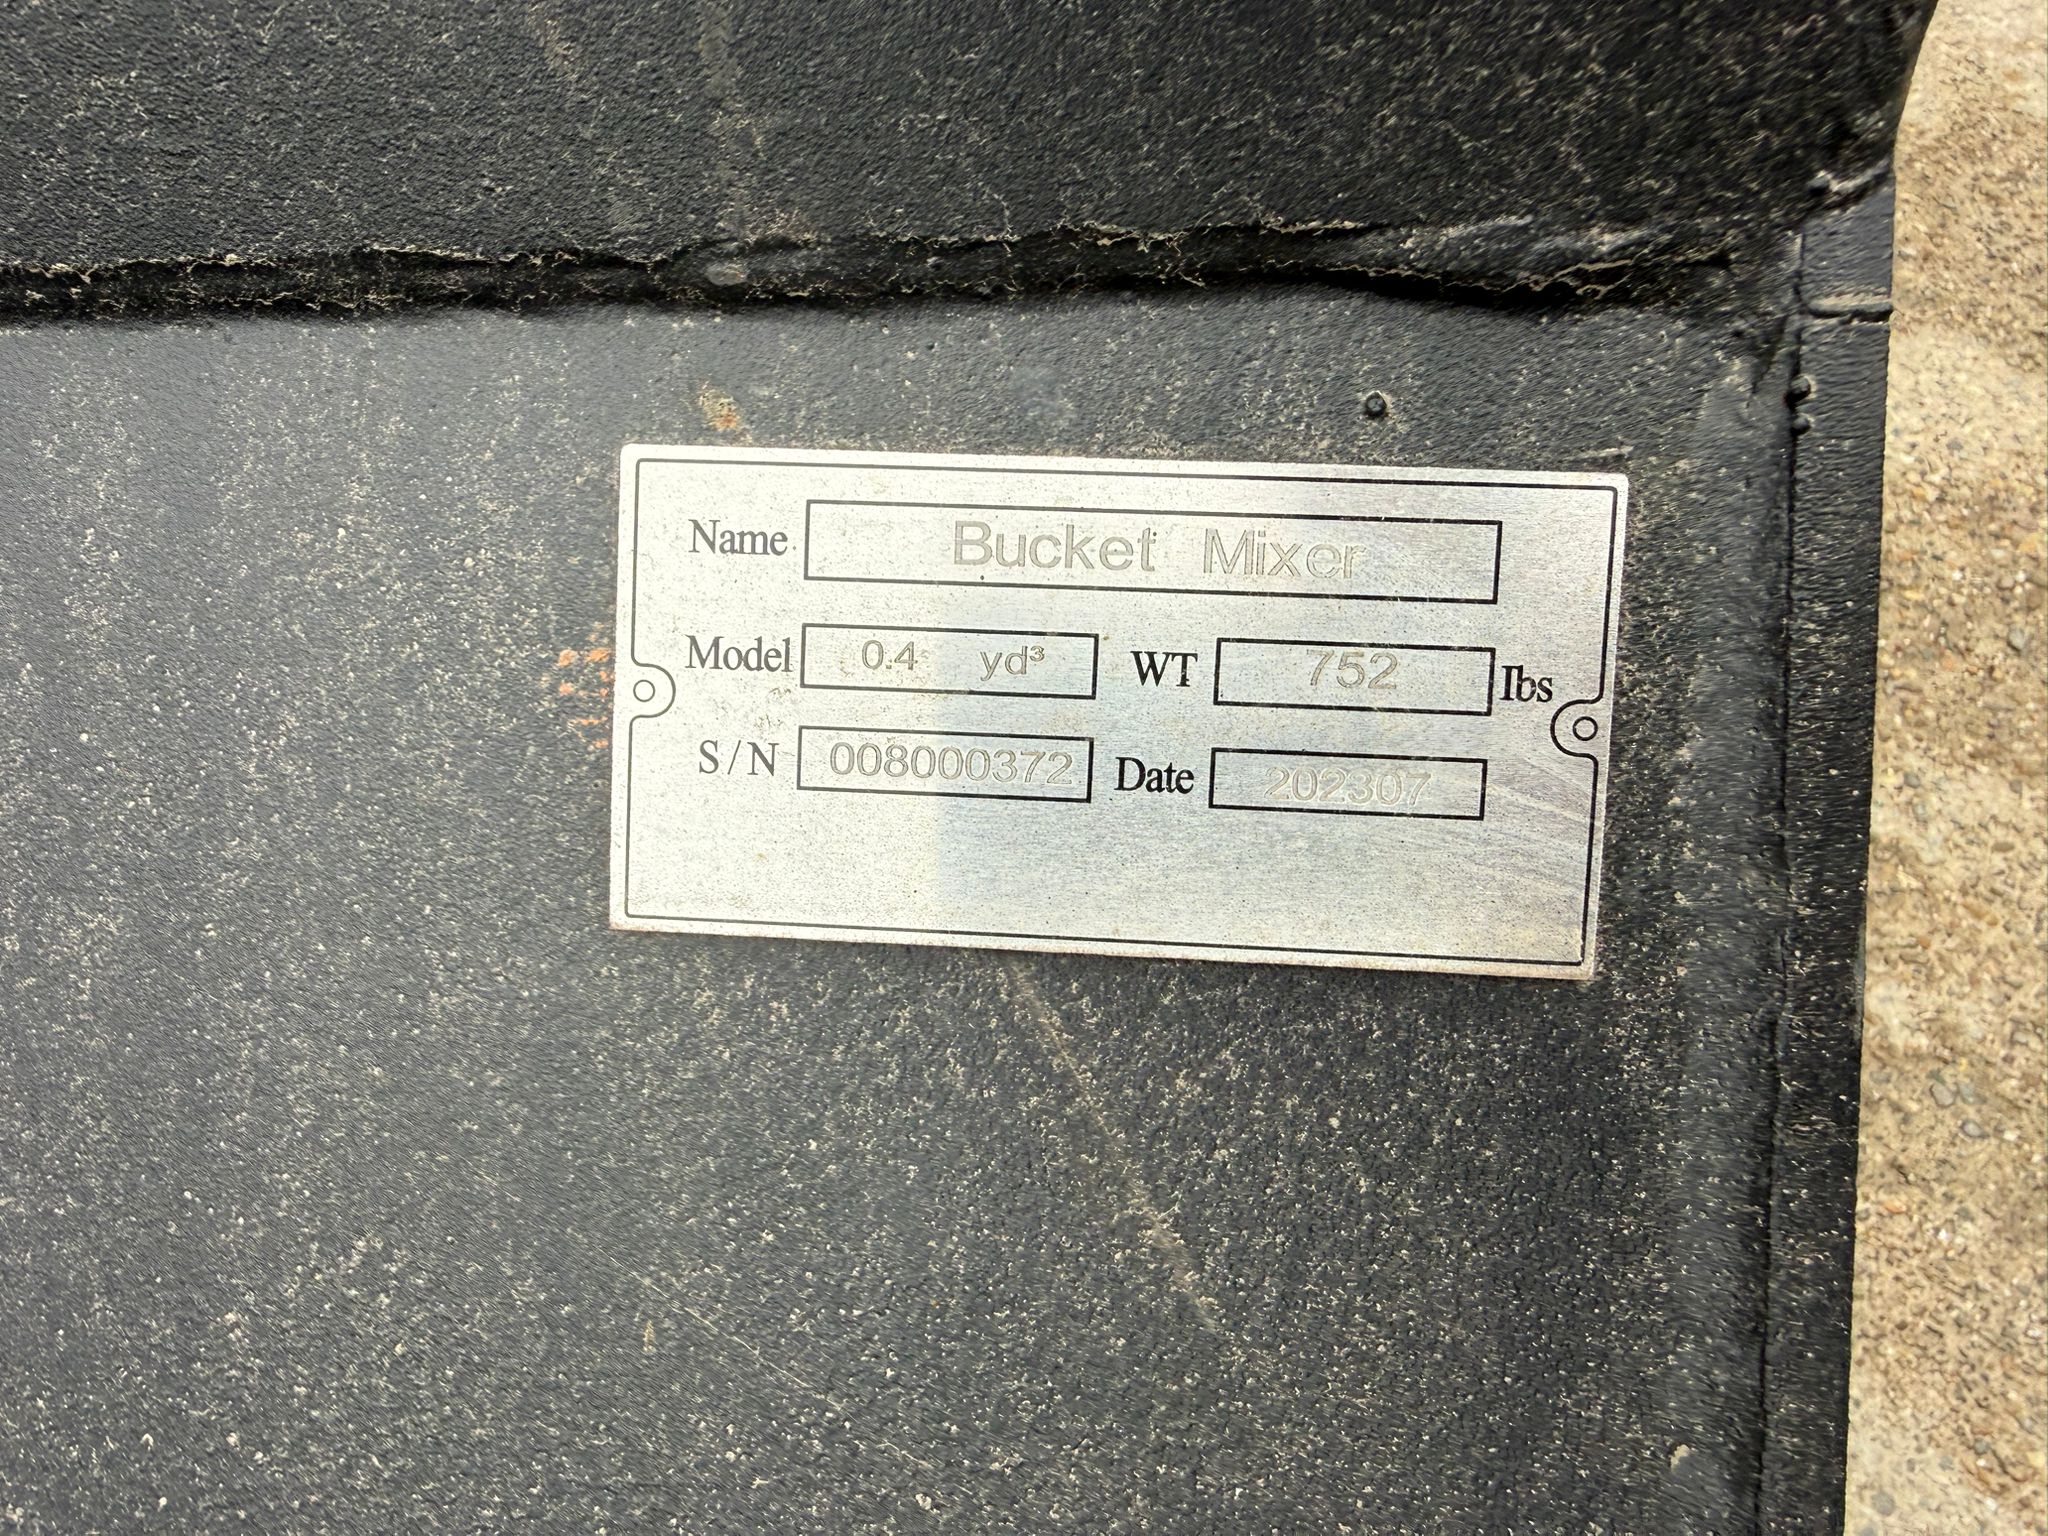 Name Bucket Mixer
Model 0.4 yd³ WT 752 lbs
S/N 008000372 Date 202307